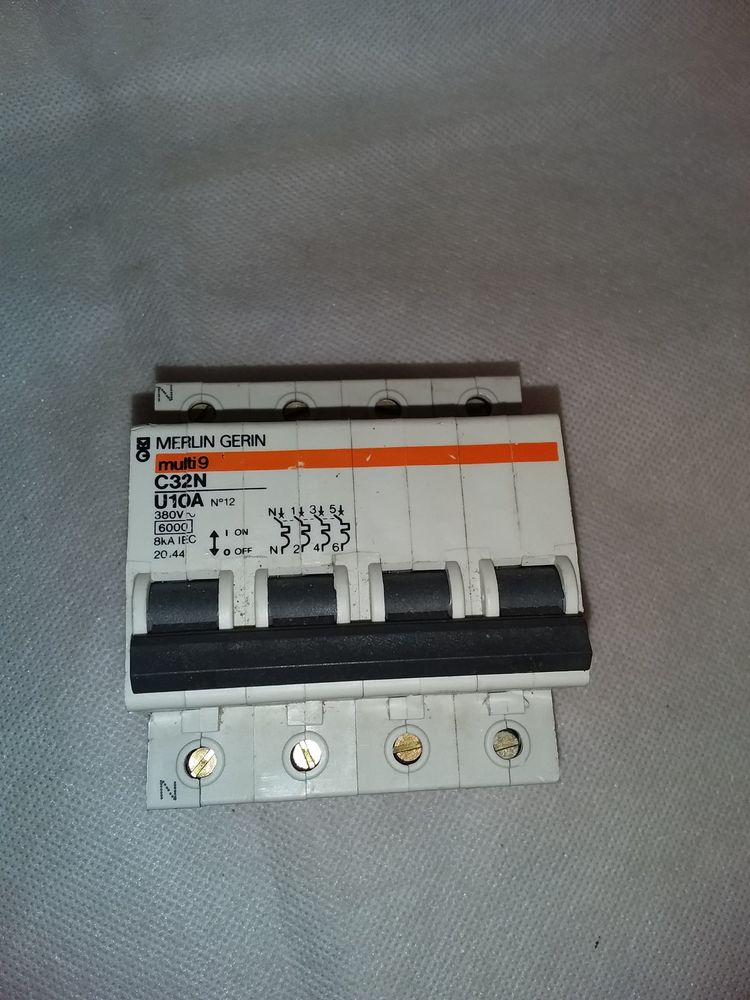 N
MERLIN GERIN
multi9
C32N
U10A N°12
380V ~
6000
8kA IEC
20.44
I ON
O OFF
N 1 3 5
N 2 4 6
N